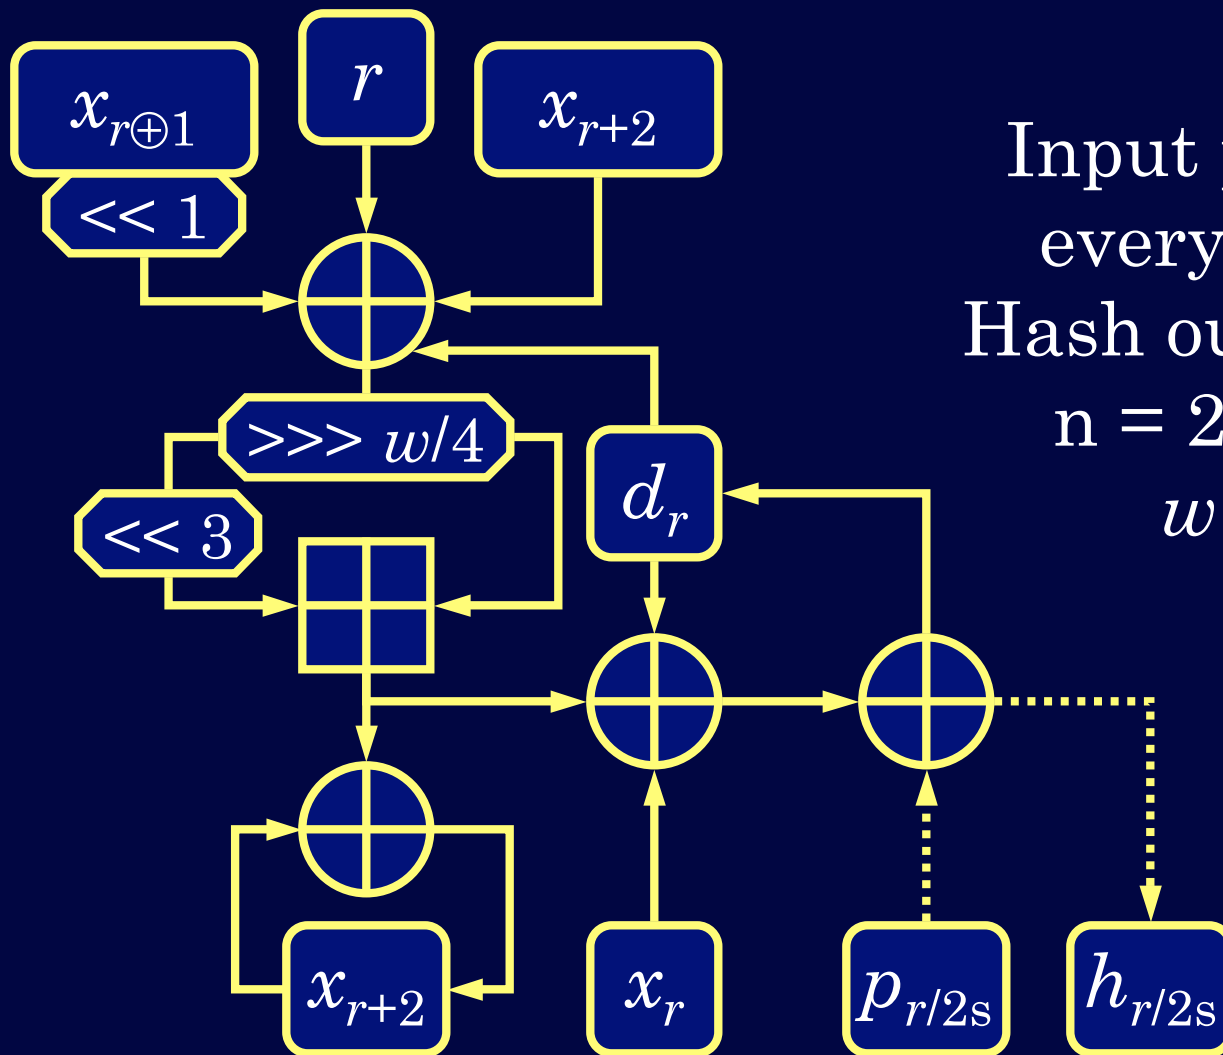 r
x_{r⊕1}
x_{r+2}
<< 1
>>> w/4
<< 3
d_r
x_{r+2}
x_r
p_{r/2s}
h_{r/2s}
Input
every
Hash
n = 2
w